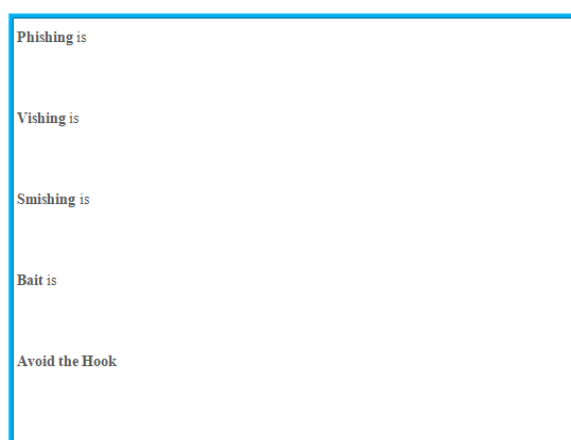 Phishing is
Vishing is
Smishing is
Bait is
Avoid the Hook